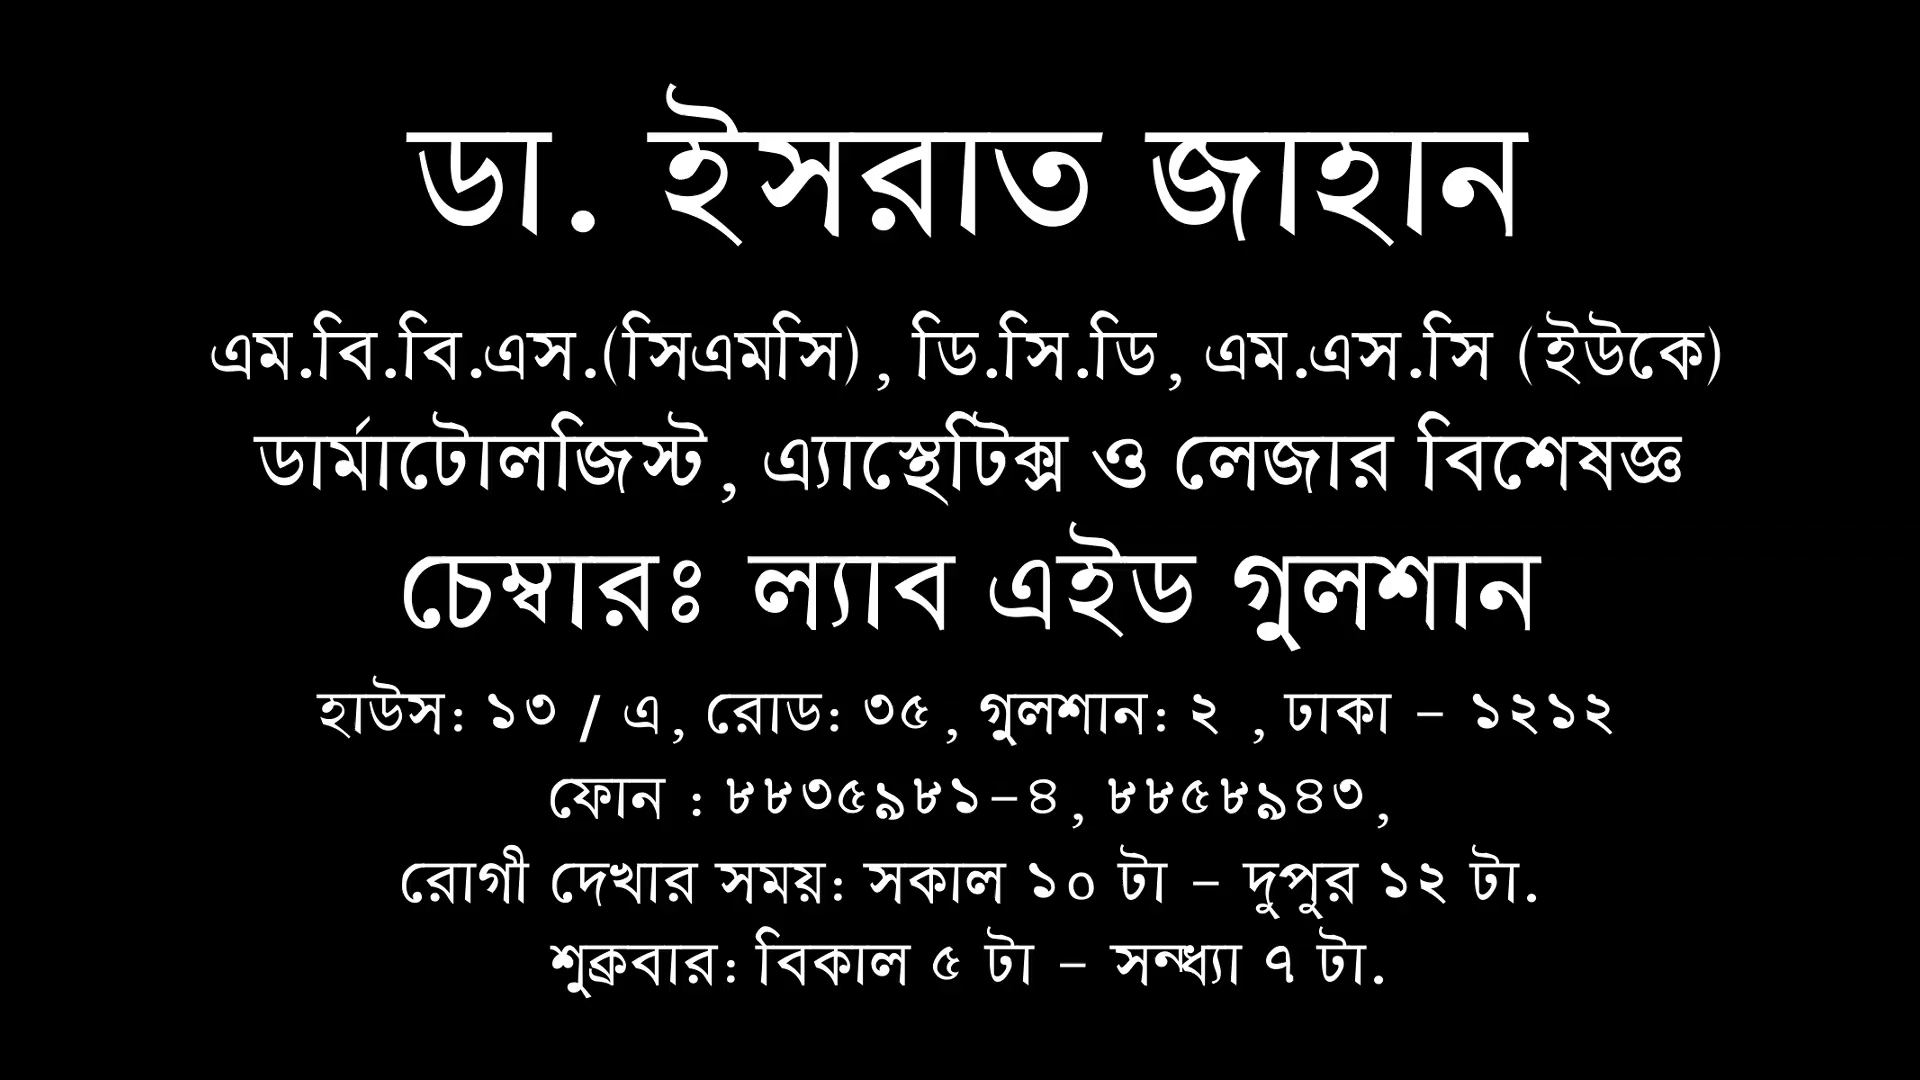 ডা. ইসরাত জাহান
এম.বি.বি.এস.(সিএমসি), ডি.সি.ডি, এম.এস.সি (ইউকে)
ডার্মাটোলজিস্ট, এ্যাস্থেটিক্স ও লেজার বিশেষজ্ঞ
চেম্বারঃ ল্যাব এইড গুলশান
হাউস: ১৩ / এ, রোড: ৩৫, গুলশান: ২ , ঢাকা - ১২১২
ফোন : ৮৮৩৫৯৮১-৪, ৮৮৫৮৯৪৩,
রোগী দেখার সময়: সকাল ১০ টা - দুপুর ১২ টা.
শুক্রবার: বিকাল ৫ টা - সন্ধ্যা ৭ টা.